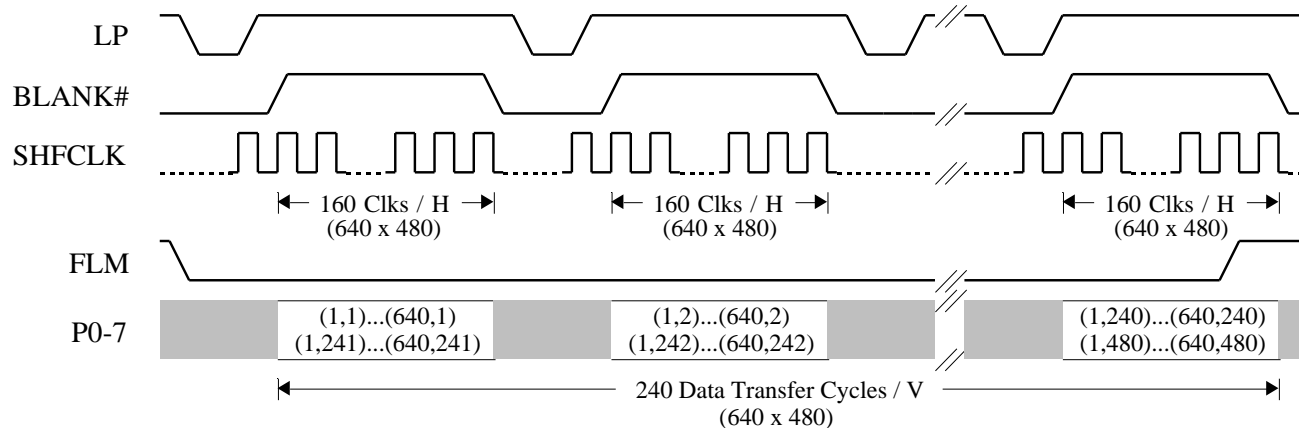 LP
BLANK#
SHFCLK
160 Clks / H
(640 x 480)
160 Clks / H
(640 x 480)
160 Clks / H
(640 x 480)
FLM
P0-7
(1,1)...(640,1)
(1,241)...(640,241)
(1,2)...(640,2)
(1,242)...(640,242)
(1,240)...(640,240)
(1,480)...(640,480)
240 Data Transfer Cycles / V
(640 x 480)